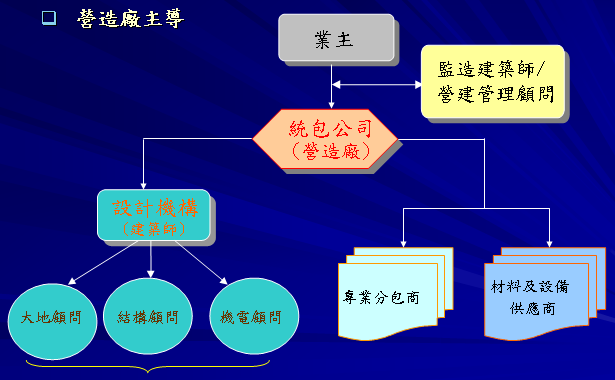 營造廠主導
業主
監造建築師/
營建管理顧問
統包公司
(營造廠)
設計機構
(建築師)
大地顧問
結構顧問
機電顧問
專業分包商
材料及設備
供應商